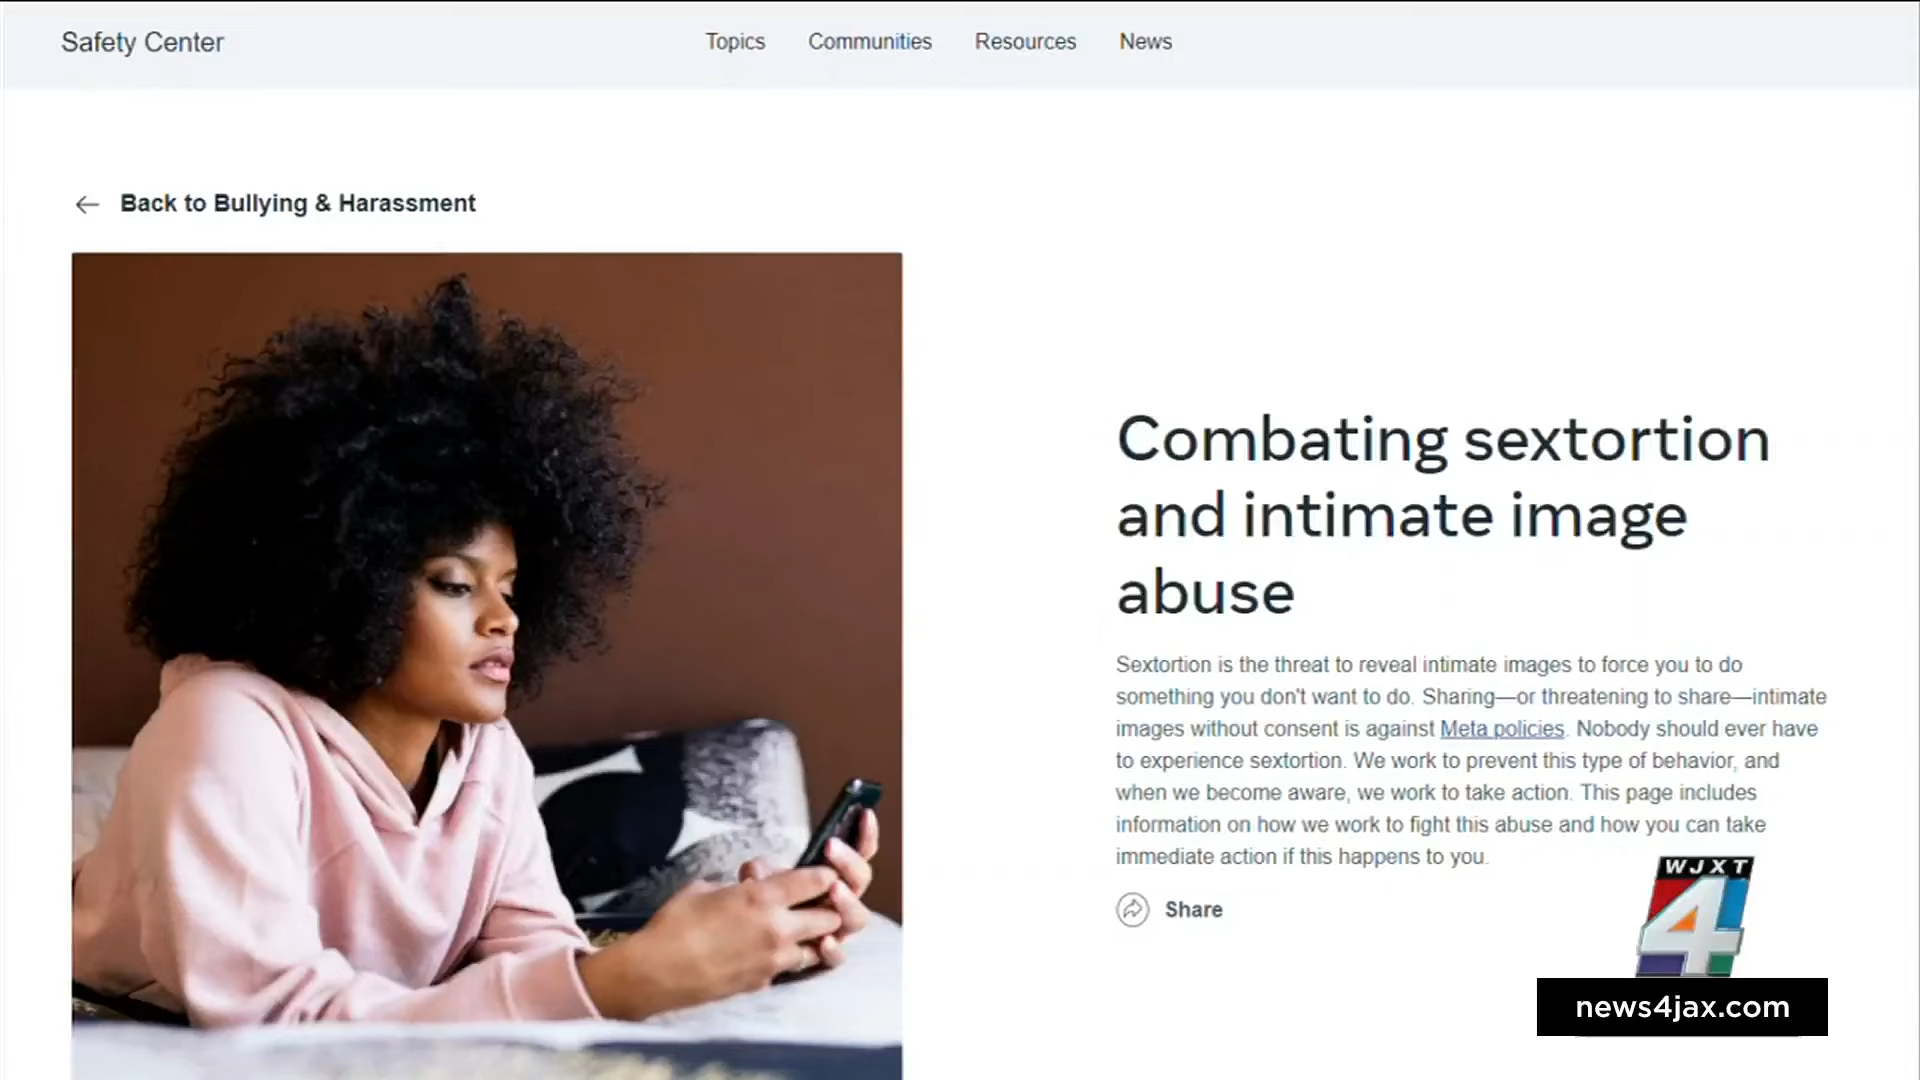 Safety Center
Topics
Communities
Resources
News
Back to Bullying & Harassment
Combating sextortion
and intimate image
abuse
Sextortion is the threat to reveal intimate images to force you to do
something you don't want to do. Sharing—or threatening to share—intimate
images without consent is against Meta policies. Nobody should ever have
to experience sextortion. We work to prevent this type of behavior, and
when we become aware, we work to take action. This page includes
information on how we work to fight this abuse and how you can take
immediate action if this happens to you.
Share
WJXT
4
news4jax.com